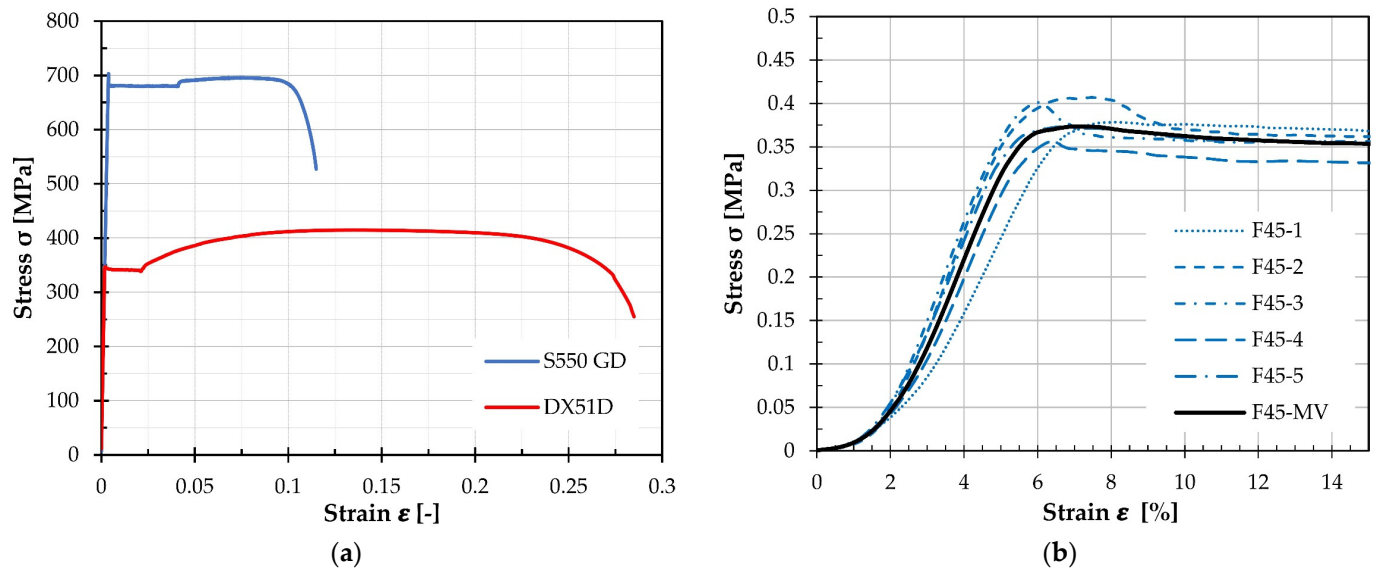 800
700
600
500
400
300
200
100
0
Stress σ [MPa]
S550 GD
DX51D
0 0.05 0.1 0.15 0.2 0.25 0.3
Strain ε [-]
(a)
0.5
0.45
0.4
0.35
0.3
0.25
0.2
0.15
0.1
0.05
0
Stress σ [MPa]
F45-1
F45-2
F45-3
F45-4
F45-5
F45-MV
0 2 4 6 8 10 12 14
Strain ε [%]
(b)